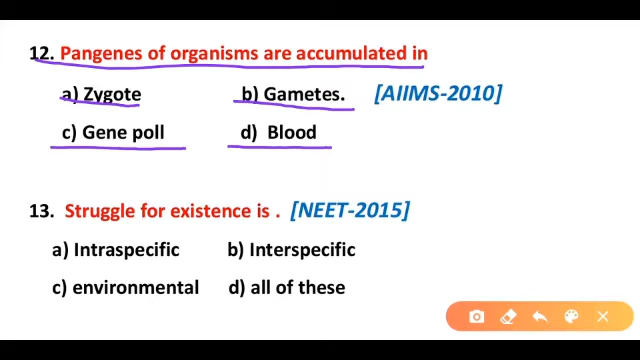 12. Pangenes of organisms are accumulated in
a) Zygote b) Gametes. [AIIMS-2010]
c) Gene poll d) Blood
13. Struggle for existence is . [NEET-2015]
a) Intraspecific b) Interspecific
c) environmental d) all of these